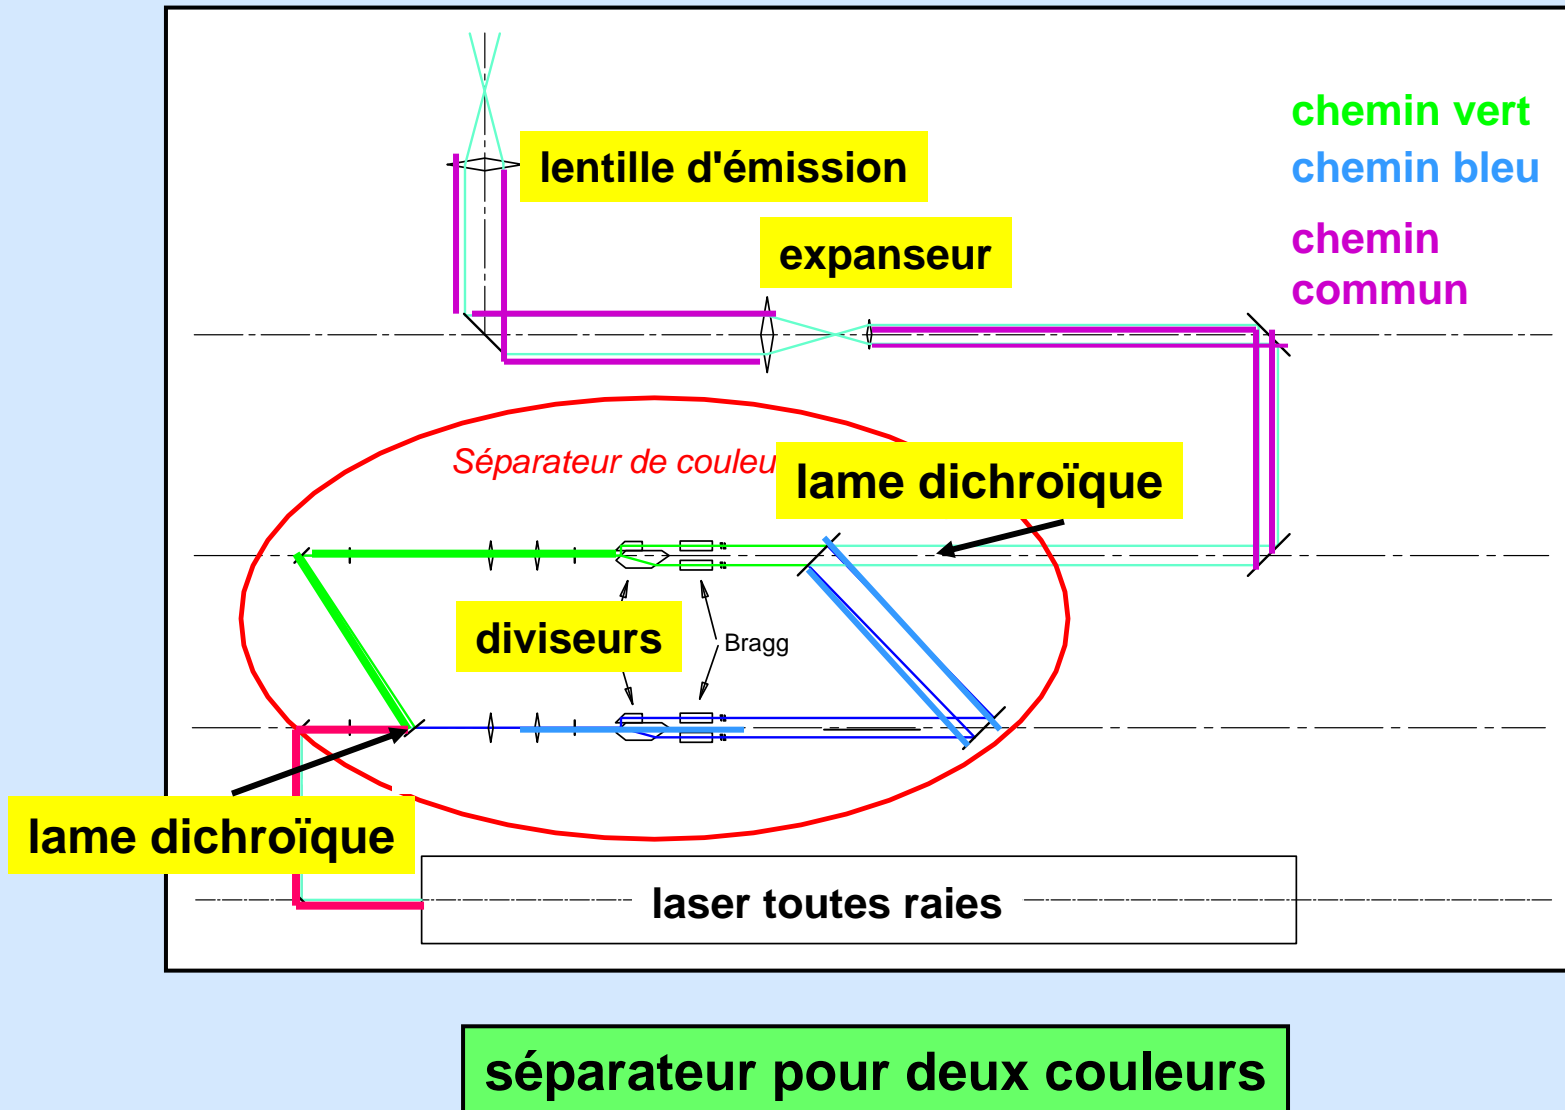 lentille d'émission
chemin vert
chemin bleu
expanseur
chemin
commun
Séparateur de couleu
lame dichroïque
diviseurs
Bragg
lame dichroïque
laser toutes raies
séparateur pour deux couleurs